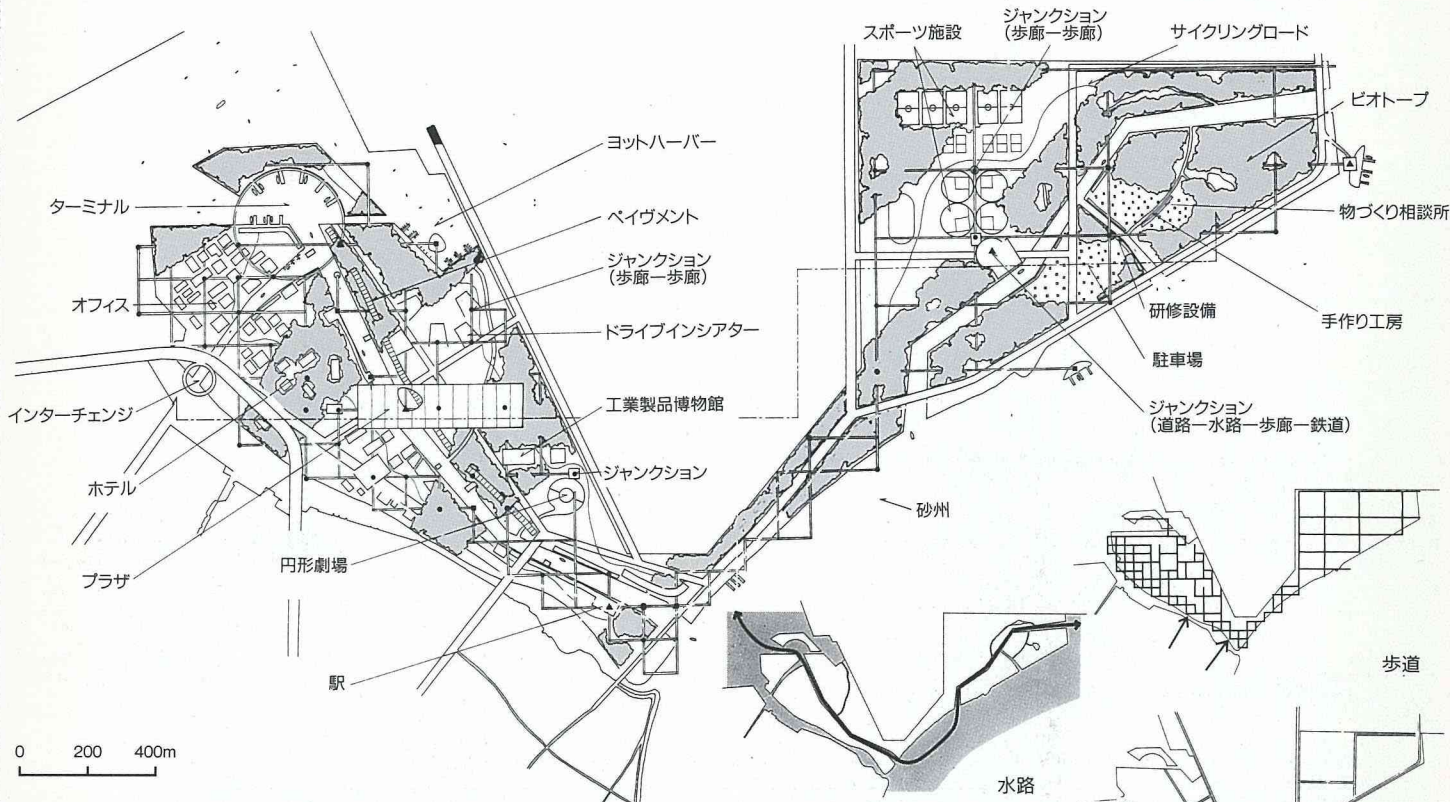 スポーツ施設
ジャンクション
(歩廊ー歩廊)
サイクリングロード
ビオトープ
物づくり相談所
手作り工房
研修設備
駐車場
ジャンクション
(道路ー水路ー歩廊ー鉄道)
砂州
ヨットハーバー
ペイヴメント
ジャンクション
(歩廊ー歩廊)
ドライブインシアター
工業製品博物館
ジャンクション
ターミナル
オフィス
インターチェンジ
ホテル
プラザ
円形劇場
駅
0 200 400m
水路
歩道